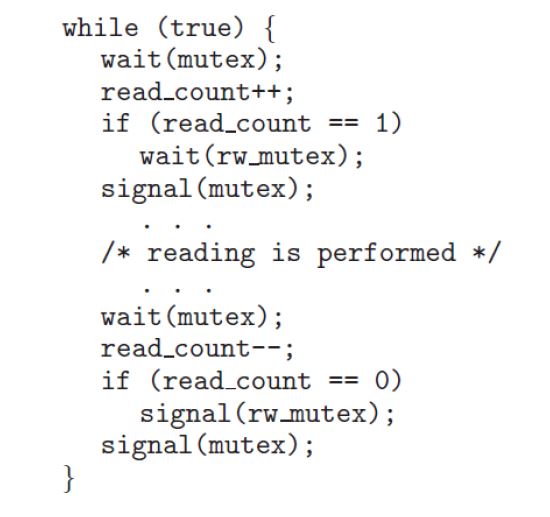 while (true) {
wait(mutex);
read_count++;
if (read_count == 1)
wait(rw_mutex);
signal(mutex);
. . .
/* reading is performed */
. . .
wait(mutex);
read_count--;
if (read_count == 0)
signal(rw_mutex);
signal(mutex);
}